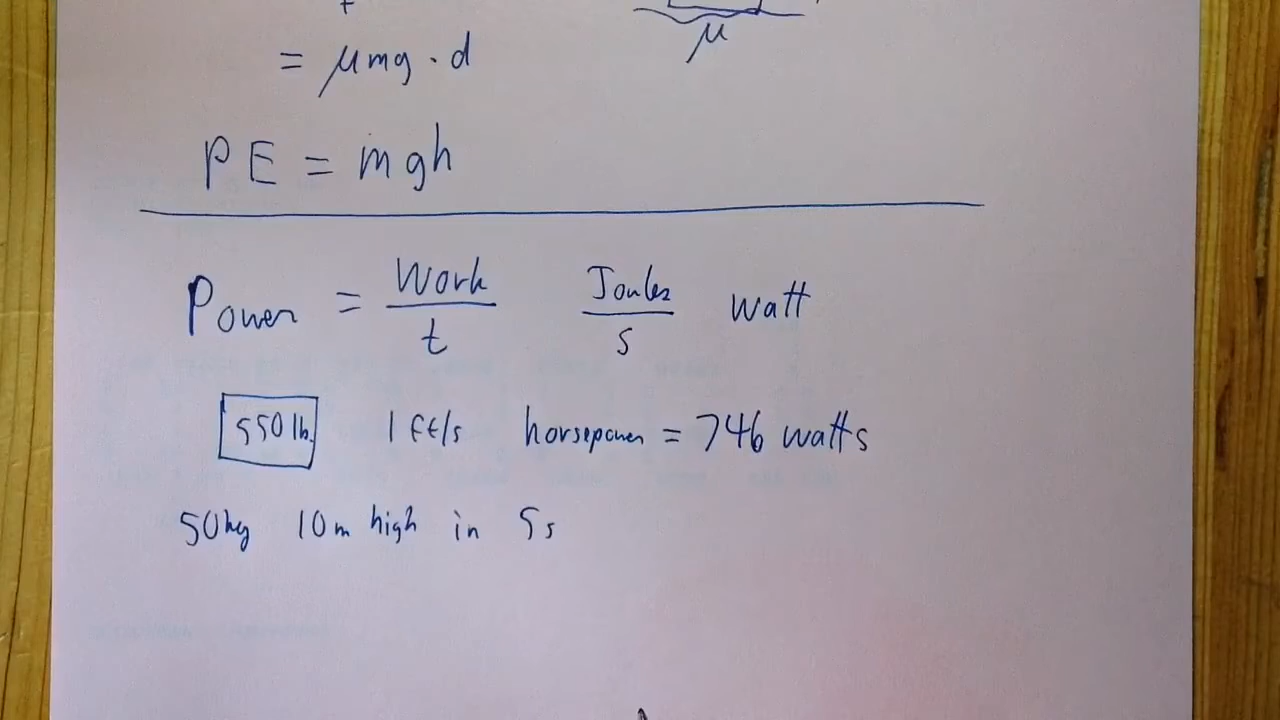 = μmg · d
μ
PE = mgh
Power = Work / t Joules / s watt
550 lb. 1 ft/s horsepower = 746 watts
50kg 10m high in 5s